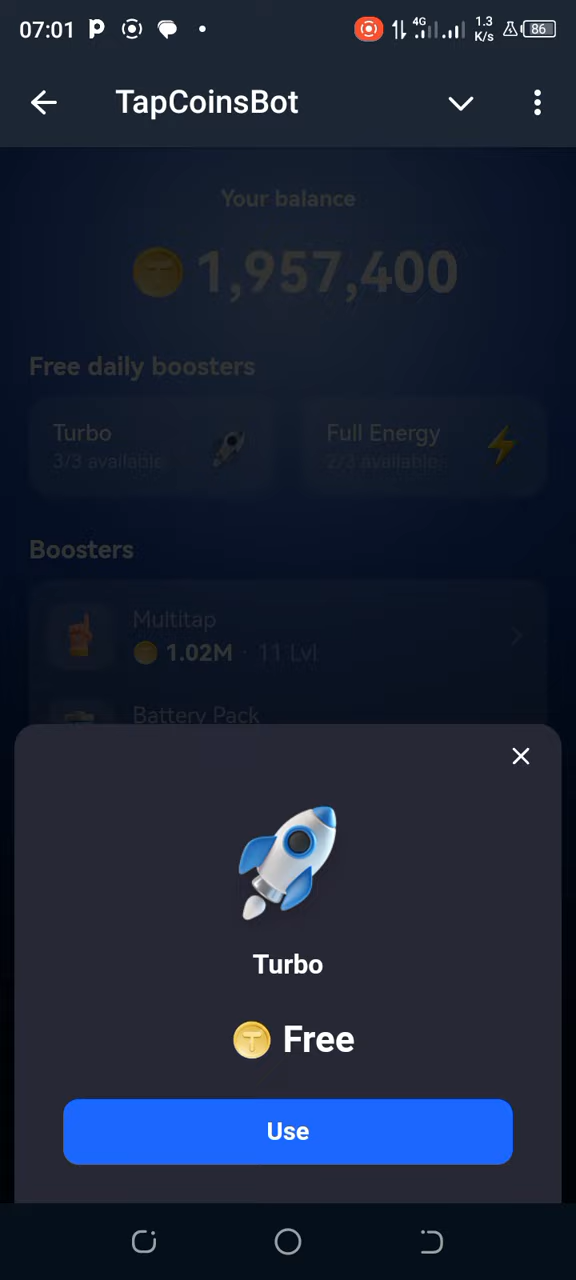 07:01
4G
1.3 K/s
86
TapCoinsBot
Your balance
1,957,400
Free daily boosters
Turbo
3/3 available
Full Energy
2/3 available
Boosters
Multitap
1.02M · 11 Lvl
Battery Pack
Turbo
Free
Use